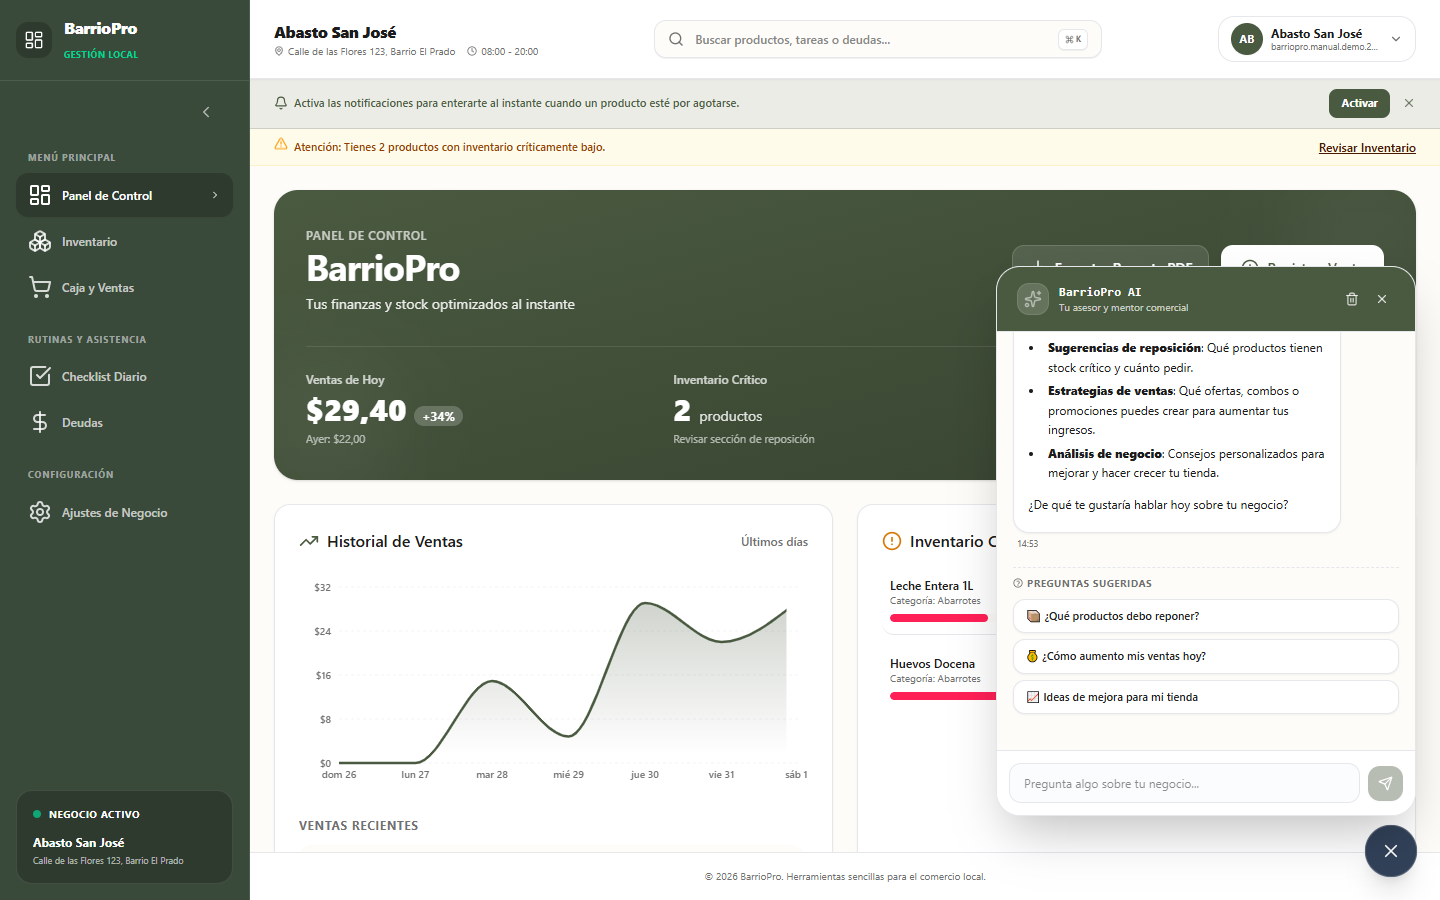 BarrioPro
GESTIÓN LOCAL
MENÚ PRINCIPAL
Panel de Control
Inventario
Caja y Ventas
RUTINAS Y ASISTENCIA
Checklist Diario
Deudas
CONFIGURACIÓN
Ajustes de Negocio
NEGOCIO ACTIVO
Abasto San José
Calle de las Flores 123, Barrio El Prado
Abasto San José
Calle de las Flores 123, Barrio El Prado
08:00 - 20:00
Buscar productos, tareas o deudas...
⌘ K
AB
Abasto San José
barriopro.manual.demo.2...
Activa las notificaciones para enterarte al instante cuando un producto esté por agotarse.
Activar
Atención: Tienes 2 productos con inventario críticamente bajo.
Revisar Inventario
PANEL DE CONTROL
BarrioPro
Tus finanzas y stock optimizados al instante
Ventas de Hoy
$29,40 +34%
Ayer: $22,00
Inventario Crítico
2 productos
Revisar sección de reposición
Historial de Ventas
Últimos días
$32
$24
$16
$8
$0
dom 26 lun 27 mar 28 mié 29 jue 30 vie 31 sáb 1
VENTAS RECIENTES
Inventario C
Leche Entera 1L
Categoría: Abarrotes
Huevos Docena
Categoría: Abarrotes
BarrioPro AI
Tu asesor y mentor comercial
• Sugerencias de reposición: Qué productos tienen
stock crítico y cuánto pedir.
• Estrategias de ventas: Qué ofertas, combos o
promociones puedes crear para aumentar tus
ingresos.
• Análisis de negocio: Consejos personalizados para
mejorar y hacer crecer tu tienda.
¿De qué te gustaría hablar hoy sobre tu negocio?
14:53
PREGUNTAS SUGERIDAS
📦 ¿Qué productos debo reponer?
💰 ¿Cómo aumento mis ventas hoy?
📈 Ideas de mejora para mi tienda
Pregunta algo sobre tu negocio...
© 2026 BarrioPro. Herramientas sencillas para el comercio local.